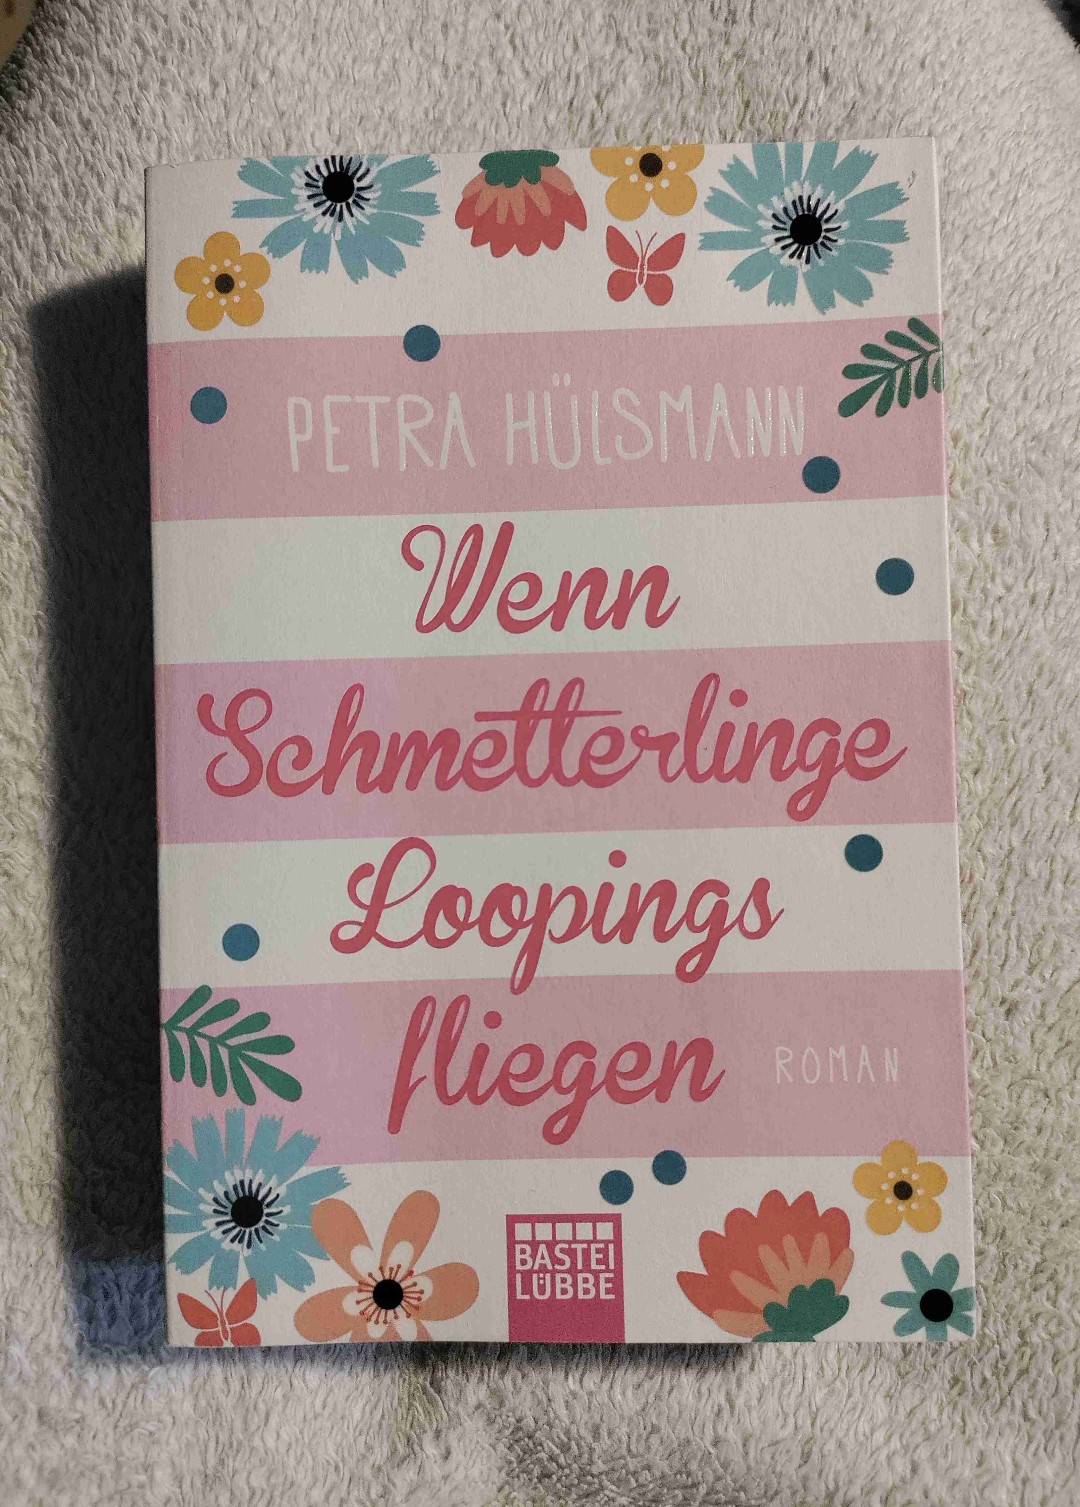 PETRA HÜLSMANN
Wenn
Schmetterlinge
Loopings
fliegen
ROMAN
BASTEI
LÜBBE